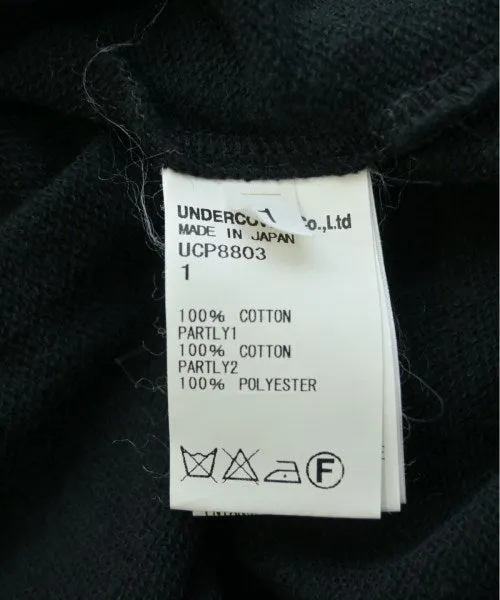 Co.,Ltd
MADE IN JAPAN
UCP8803
1
100% COTTON
PARTLY1
100% COTTON
PARTLY2
100% POLYESTER
F